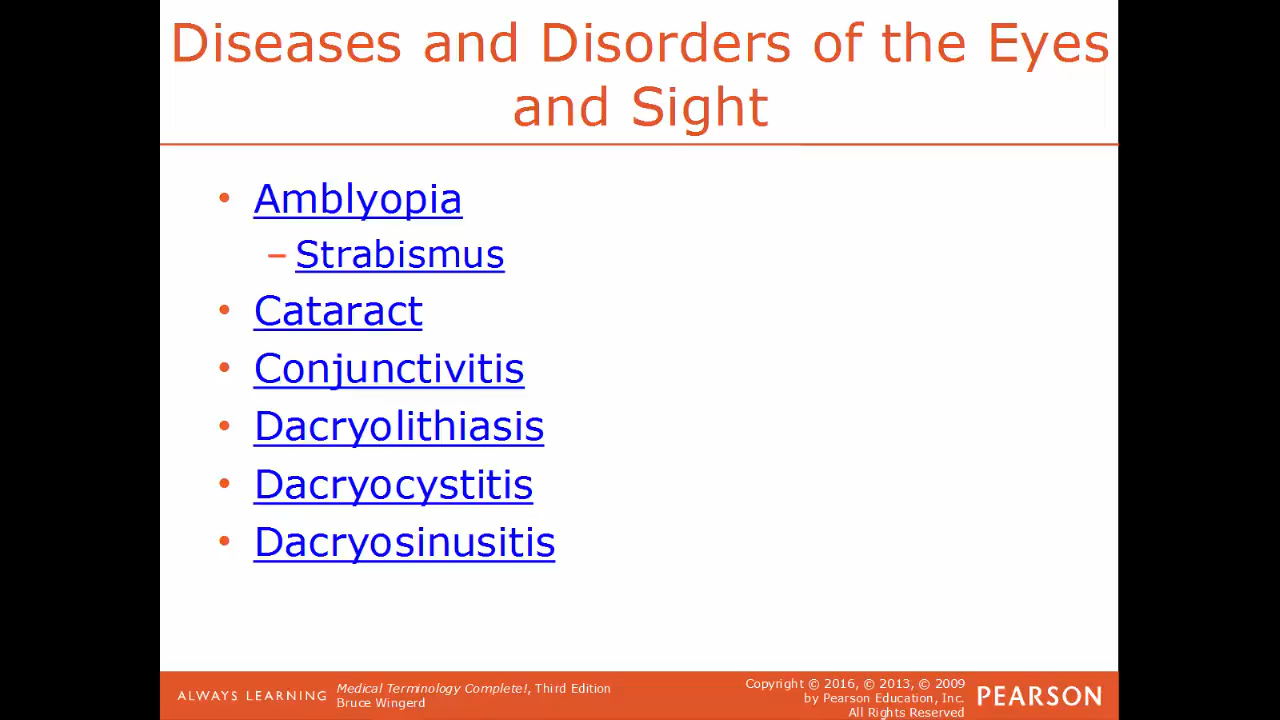 Diseases and Disorders of the Eyes
and Sight
• Amblyopia
– Strabismus
• Cataract
• Conjunctivitis
• Dacryolithiasis
• Dacryocystitis
• Dacryosinusitis
ALWAYS LEARNING
Medical Terminology Complete!, Third Edition
Bruce Wingerd
Copyright © 2016, © 2013, © 2009
by Pearson Education, Inc.
All Rights Reserved
PEARSON